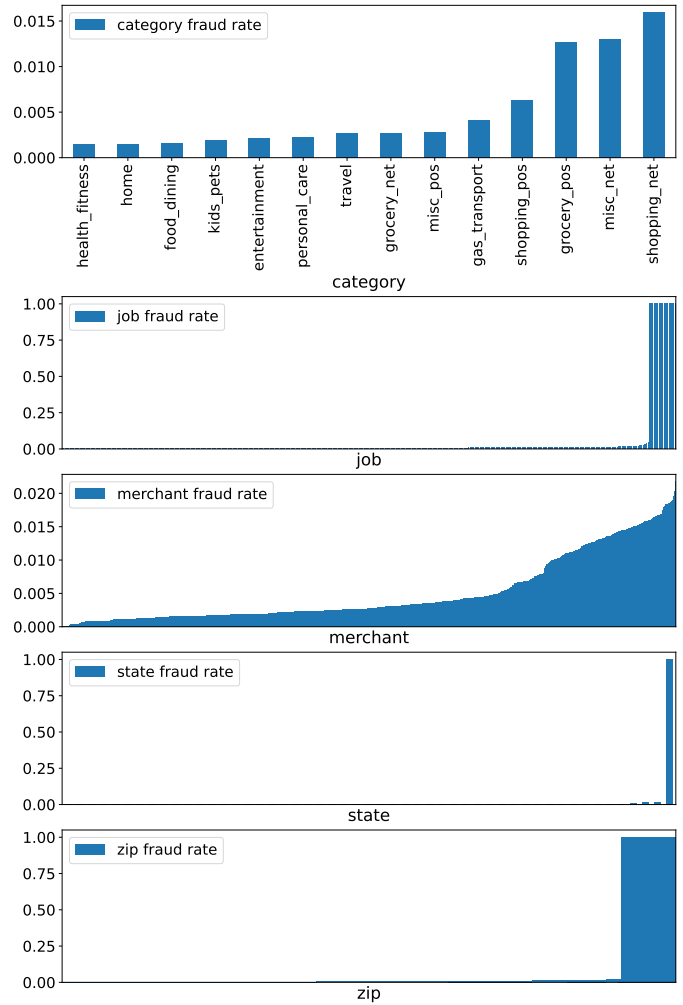 0.015
0.010
0.005
0.000
category fraud rate
health_fitness
home
food_dining
kids_pets
entertainment
personal_care
travel
grocery_net
misc_pos
gas_transport
shopping_pos
grocery_pos
misc_net
shopping_net
category
1.00
0.75
0.50
0.25
0.00
job fraud rate
job
0.020
0.015
0.010
0.005
0.000
merchant fraud rate
merchant
1.00
0.75
0.50
0.25
0.00
state fraud rate
state
1.00
0.75
0.50
0.25
0.00
zip fraud rate
zip